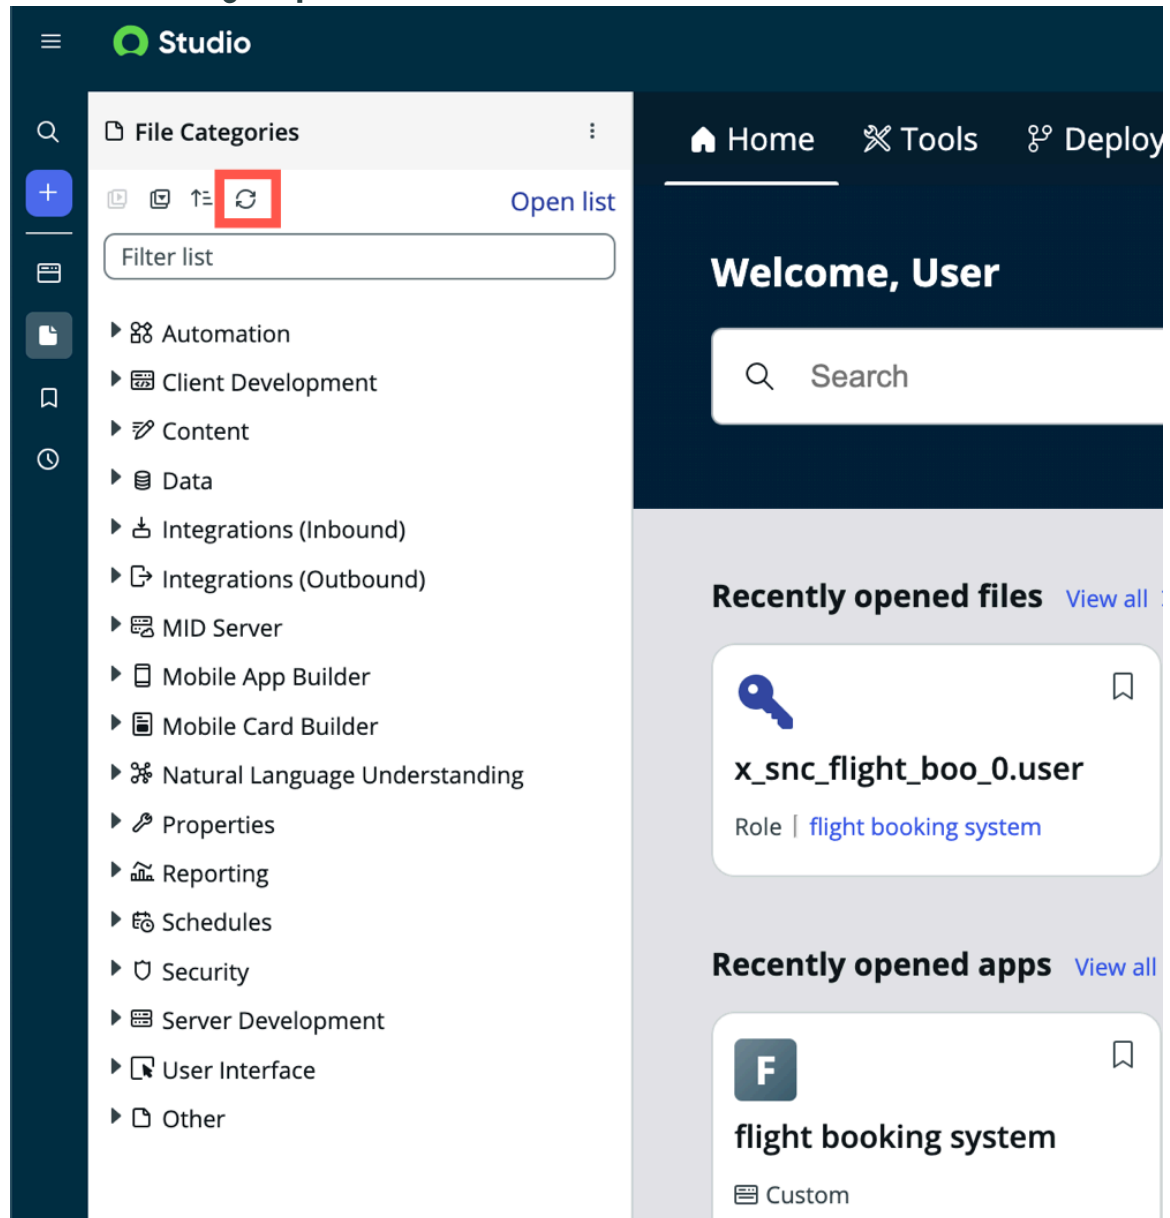 Studio
File Categories
Home
Tools
Deploy
Open list
Filter list
Automation
Client Development
Content
Data
Integrations (Inbound)
Integrations (Outbound)
MID Server
Mobile App Builder
Mobile Card Builder
Natural Language Understanding
Properties
Reporting
Schedules
Security
Server Development
User Interface
Other
Welcome, User
Search
Recently opened files View all
x_snc_flight_boo_0.user
Role | flight booking system
Recently opened apps View all
F
flight booking system
Custom